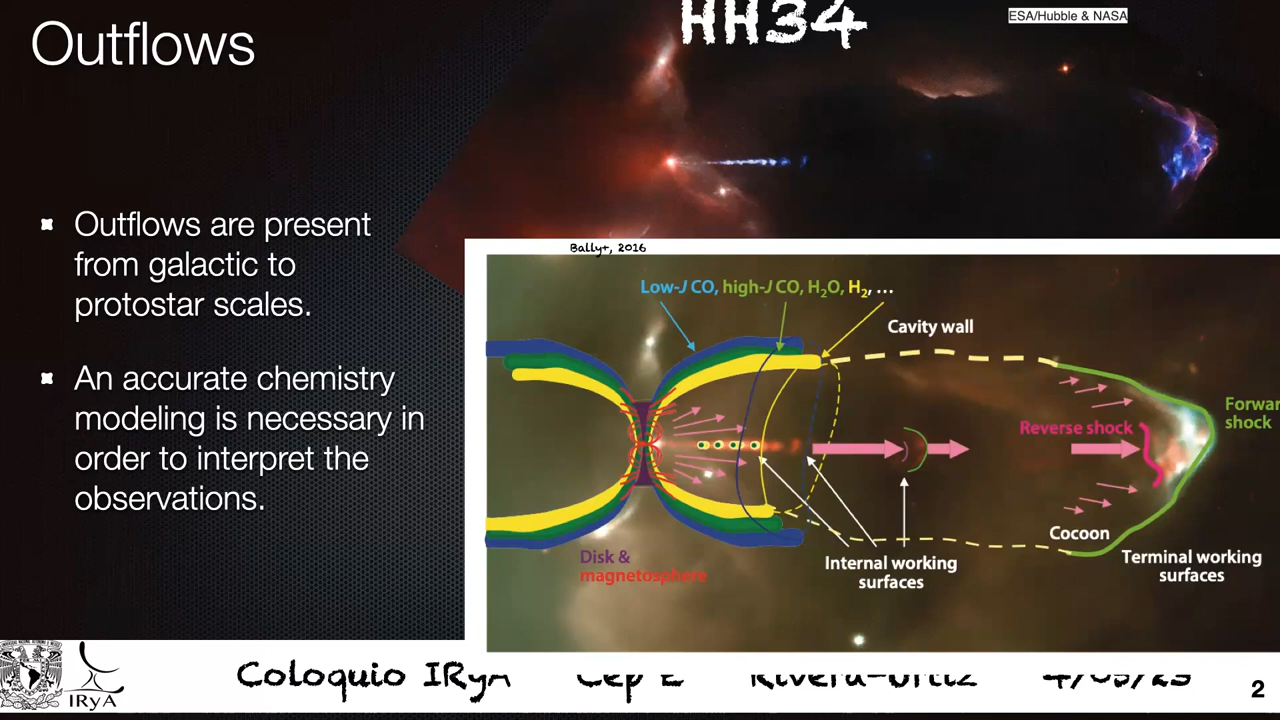 Outflows
HH34
ESA/Hubble & NASA
Outflows are present
from galactic to
protostar scales.
An accurate chemistry
modeling is necessary in
order to interpret the
observations.
Bally+, 2016
Low-J CO, high-J CO, H₂O, H₂, ...
Cavity wall
Forwar
shock
Reverse shock
Cocoon
Terminal working
surfaces
Internal working
surfaces
Disk &
magnetosphere
IRyA
Coloquio IRyA
2